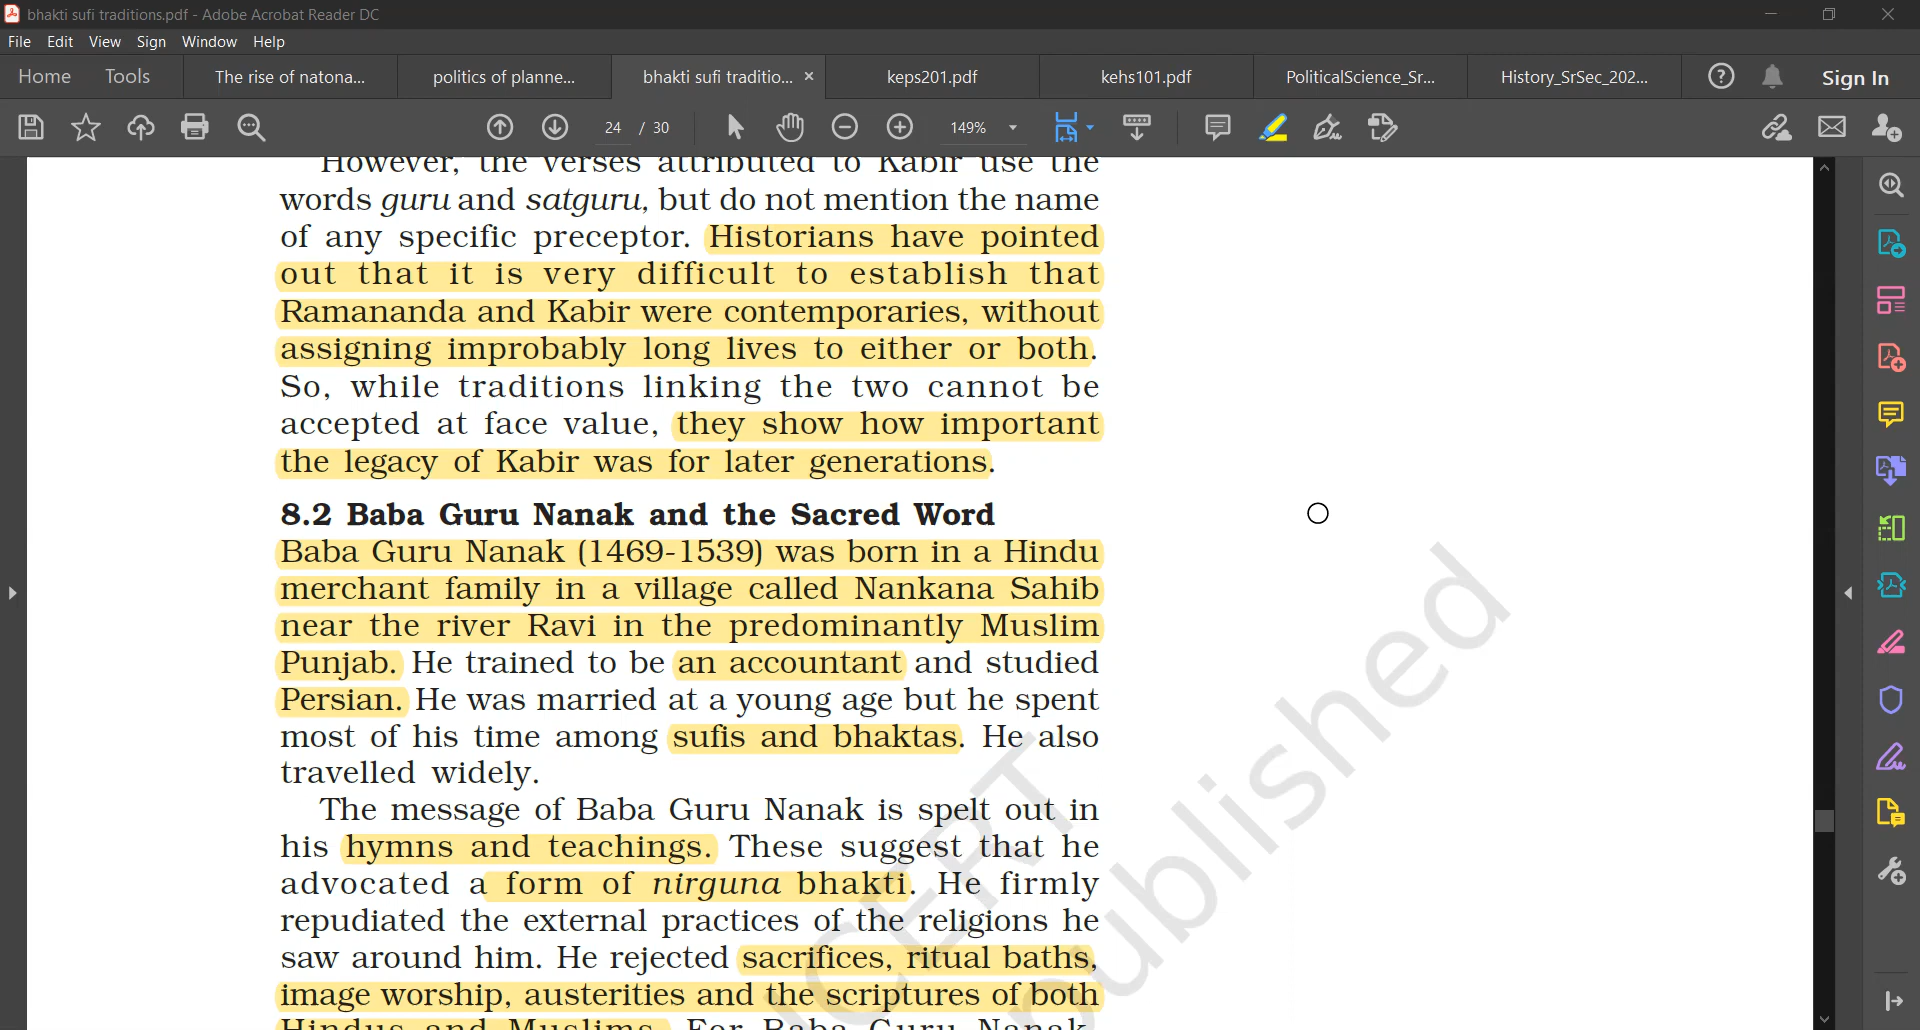 bhakti sufi traditions.pdf - Adobe Acrobat Reader DC
File Edit View Sign Window Help
Home Tools The rise of natona... politics of planne... bhakti sufi traditio... × keps201.pdf kehs101.pdf PoliticalScience_Sr... History_SrSec_202... Sign In
24 / 30 149%
However, the verses attributed to Kabir use the
words guru and satguru, but do not mention the name
of any specific preceptor. Historians have pointed
out that it is very difficult to establish that
Ramananda and Kabir were contemporaries, without
assigning improbably long lives to either or both.
So, while traditions linking the two cannot be
accepted at face value, they show how important
the legacy of Kabir was for later generations.
8.2 Baba Guru Nanak and the Sacred Word
Baba Guru Nanak (1469-1539) was born in a Hindu
merchant family in a village called Nankana Sahib
near the river Ravi in the predominantly Muslim
Punjab. He trained to be an accountant and studied
Persian. He was married at a young age but he spent
most of his time among sufis and bhaktas. He also
travelled widely.
The message of Baba Guru Nanak is spelt out in
his hymns and teachings. These suggest that he
advocated a form of nirguna bhakti. He firmly
repudiated the external practices of the religions he
saw around him. He rejected sacrifices, ritual baths,
image worship, austerities and the scriptures of both
Hindus and Muslims. For Baba Guru Nanak,